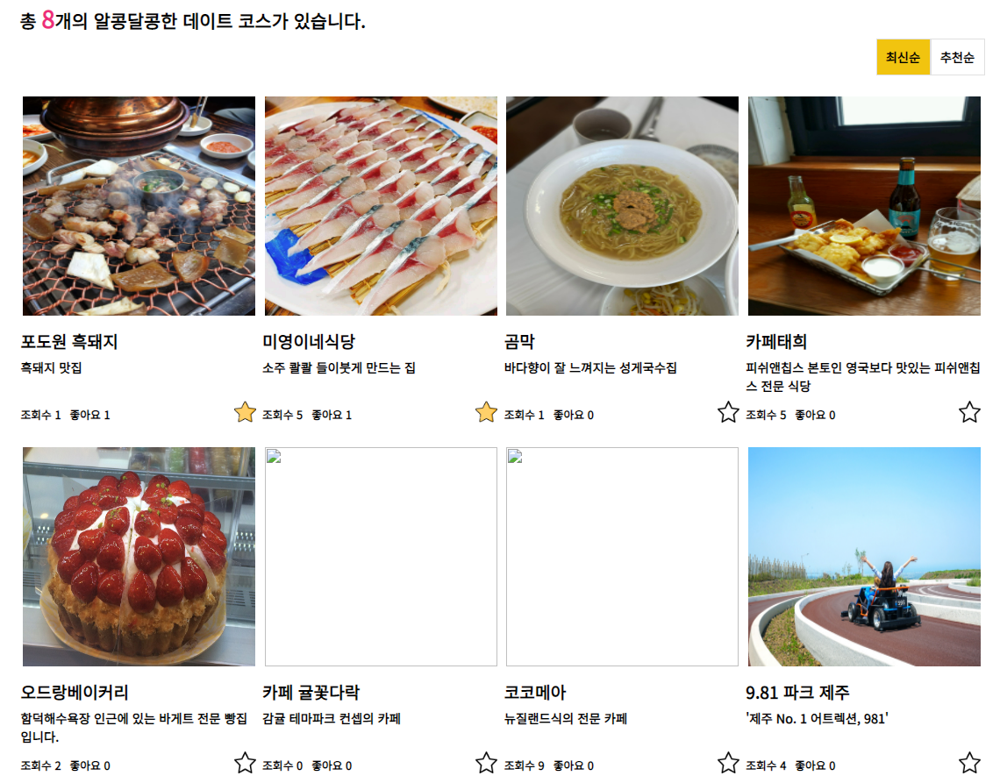 총 8개의 알콩달콩한 데이트 코스가 있습니다.
최신순 추천순
포도원 흑돼지
흑돼지 맛집
조회수 1 좋아요 1
미영이네식당
소주 콸콸 들이붓게 만드는 집
조회수 5 좋아요 1
곰막
바다향이 잘 느껴지는 성게국수집
조회수 1 좋아요 0
카페태희
피쉬앤칩스 본토인 영국보다 맛있는 피쉬앤칩
스 전문 식당
조회수 5 좋아요 0
오드랑베이커리
함덕해수욕장 인근에 있는 바게트 전문 빵집
입니다.
조회수 2 좋아요 0
카페 귤꽃다락
감귤 테마파크 컨셉의 카페
조회수 0 좋아요 0
코코메아
뉴질랜드식의 전문 카페
조회수 9 좋아요 0
9.81 파크 제주
'제주 No. 1 어트렉션, 981'
조회수 4 좋아요 0